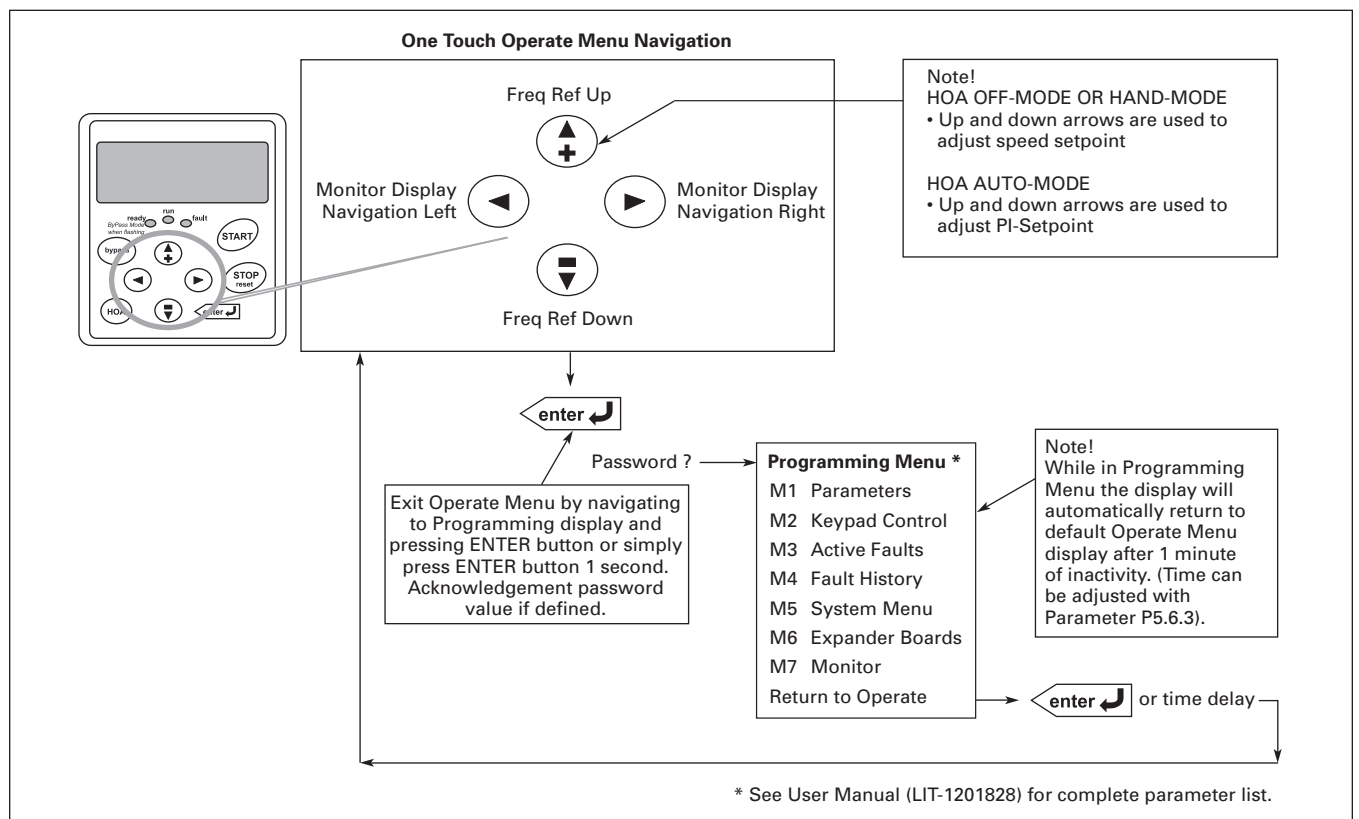 One Touch Operate Menu Navigation
Freq Ref Up
Monitor Display
Navigation Left
Monitor Display
Navigation Right
Freq Ref Down
Note!
HOA OFF-MODE OR HAND-MODE
• Up and down arrows are used to
adjust speed setpoint
HOA AUTO-MODE
• Up and down arrows are used to
adjust PI-Setpoint
ready
run
fault
ByPass Mode
when flashing
START
STOP
reset
HOA
enter
Password ?
Exit Operate Menu by navigating
to Programming display and
pressing ENTER button or simply
press ENTER button 1 second.
Acknowledgement password
value if defined.
Programming Menu *
M1 Parameters
M2 Keypad Control
M3 Active Faults
M4 Fault History
M5 System Menu
M6 Expander Boards
M7 Monitor
Return to Operate
Note!
While in Programming
Menu the display will
automatically return to
default Operate Menu
display after 1 minute
of inactivity. (Time can
be adjusted with
Parameter P5.6.3).
enter
or time delay
* See User Manual (LIT-1201828) for complete parameter list.